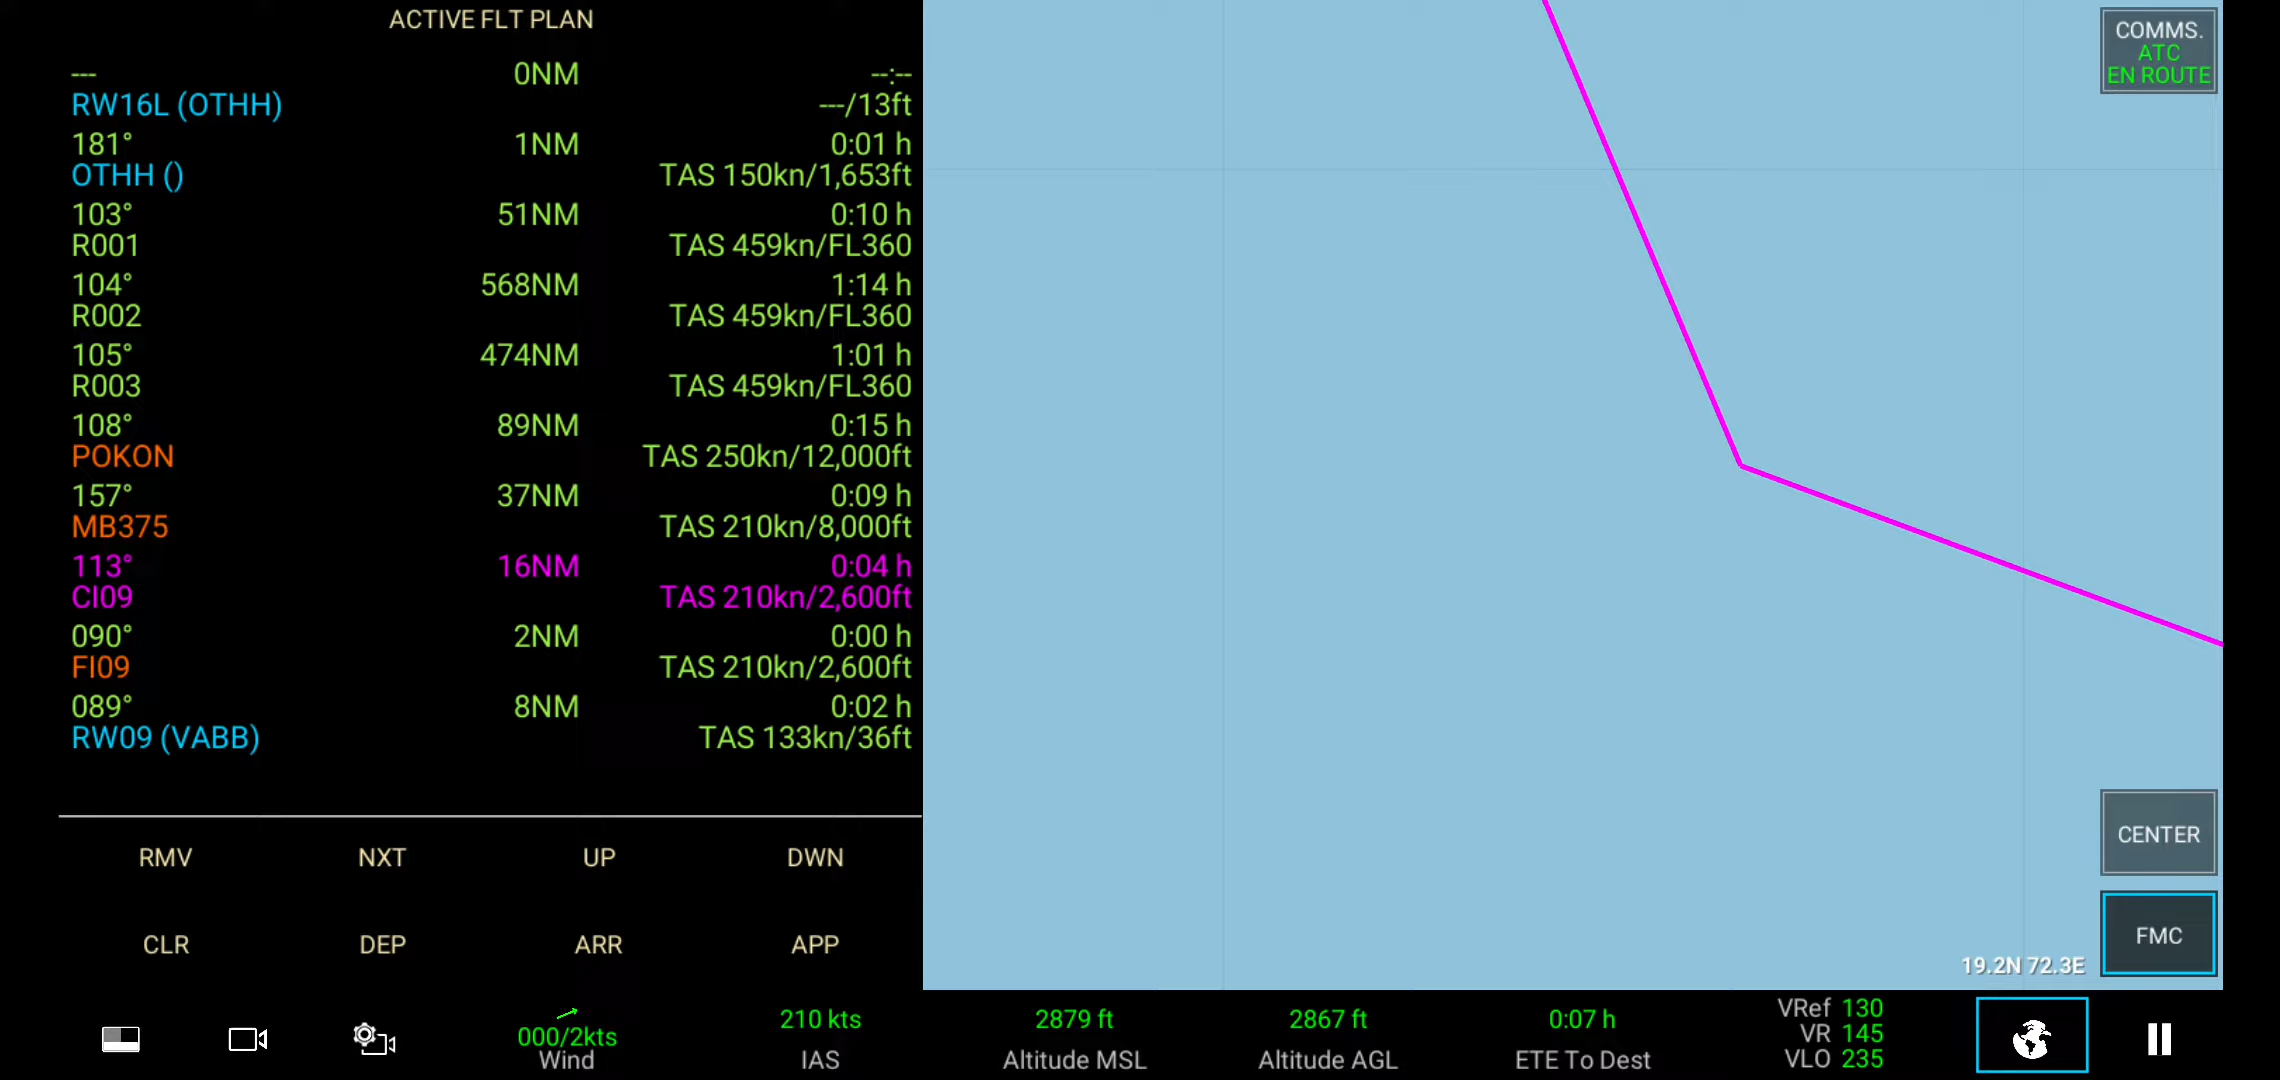 ACTIVE FLT PLAN
--- 0NM --:--
RW16L (OTHH) ---/13ft
181° 1NM 0:01 h
OTHH () TAS 150kn/1,653ft
103° 51NM 0:10 h
R001 TAS 459kn/FL360
104° 568NM 1:14 h
R002 TAS 459kn/FL360
105° 474NM 1:01 h
R003 TAS 459kn/FL360
108° 89NM 0:15 h
POKON TAS 250kn/12,000ft
157° 37NM 0:09 h
MB375 TAS 210kn/8,000ft
113° 16NM 0:04 h
CI09 TAS 210kn/2,600ft
090° 2NM 0:00 h
FI09 TAS 210kn/2,600ft
089° 8NM 0:02 h
RW09 (VABB) TAS 133kn/36ft
RMV NXT UP DWN
CLR DEP ARR APP
COMMS.
ATC
EN ROUTE
CENTER
FMC
19.2N 72.3E
000/2kts
Wind
210 kts
IAS
2879 ft
Altitude MSL
2867 ft
Altitude AGL
0:07 h
ETE To Dest
VRef 130
VR 145
VLO 235